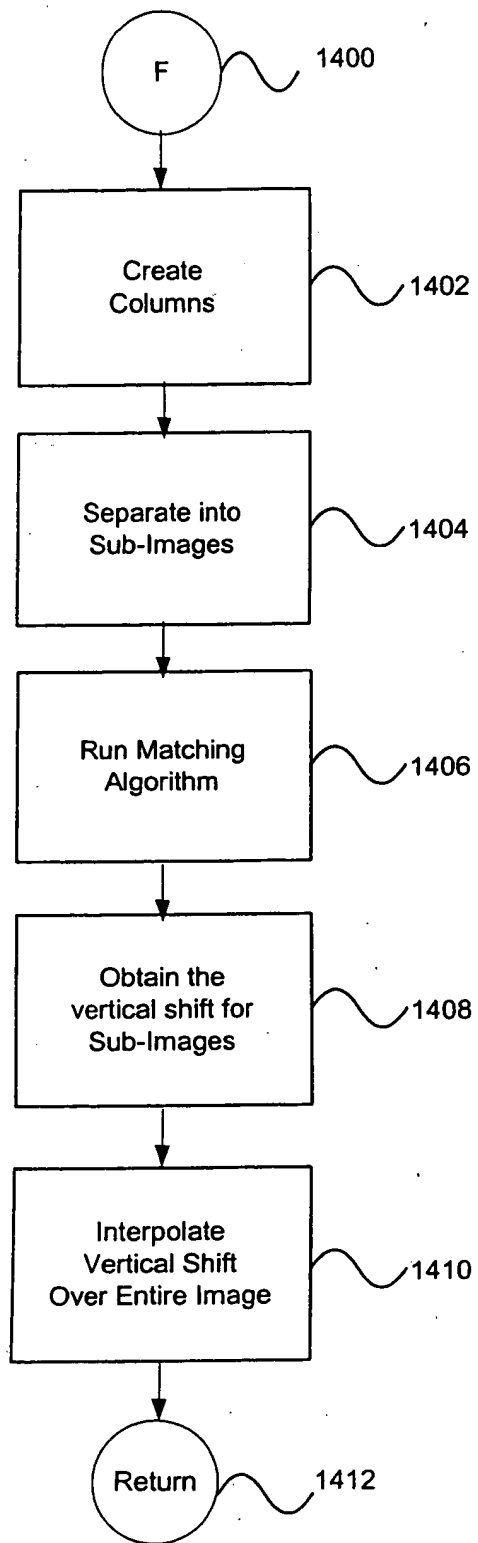 F
1400
Create
Columns
1402
Separate into
Sub-Images
1404
Run Matching
Algorithm
1406
Obtain the
vertical shift for
Sub-Images
1408
Interpolate
Vertical Shift
Over Entire Image
1410
Return
1412